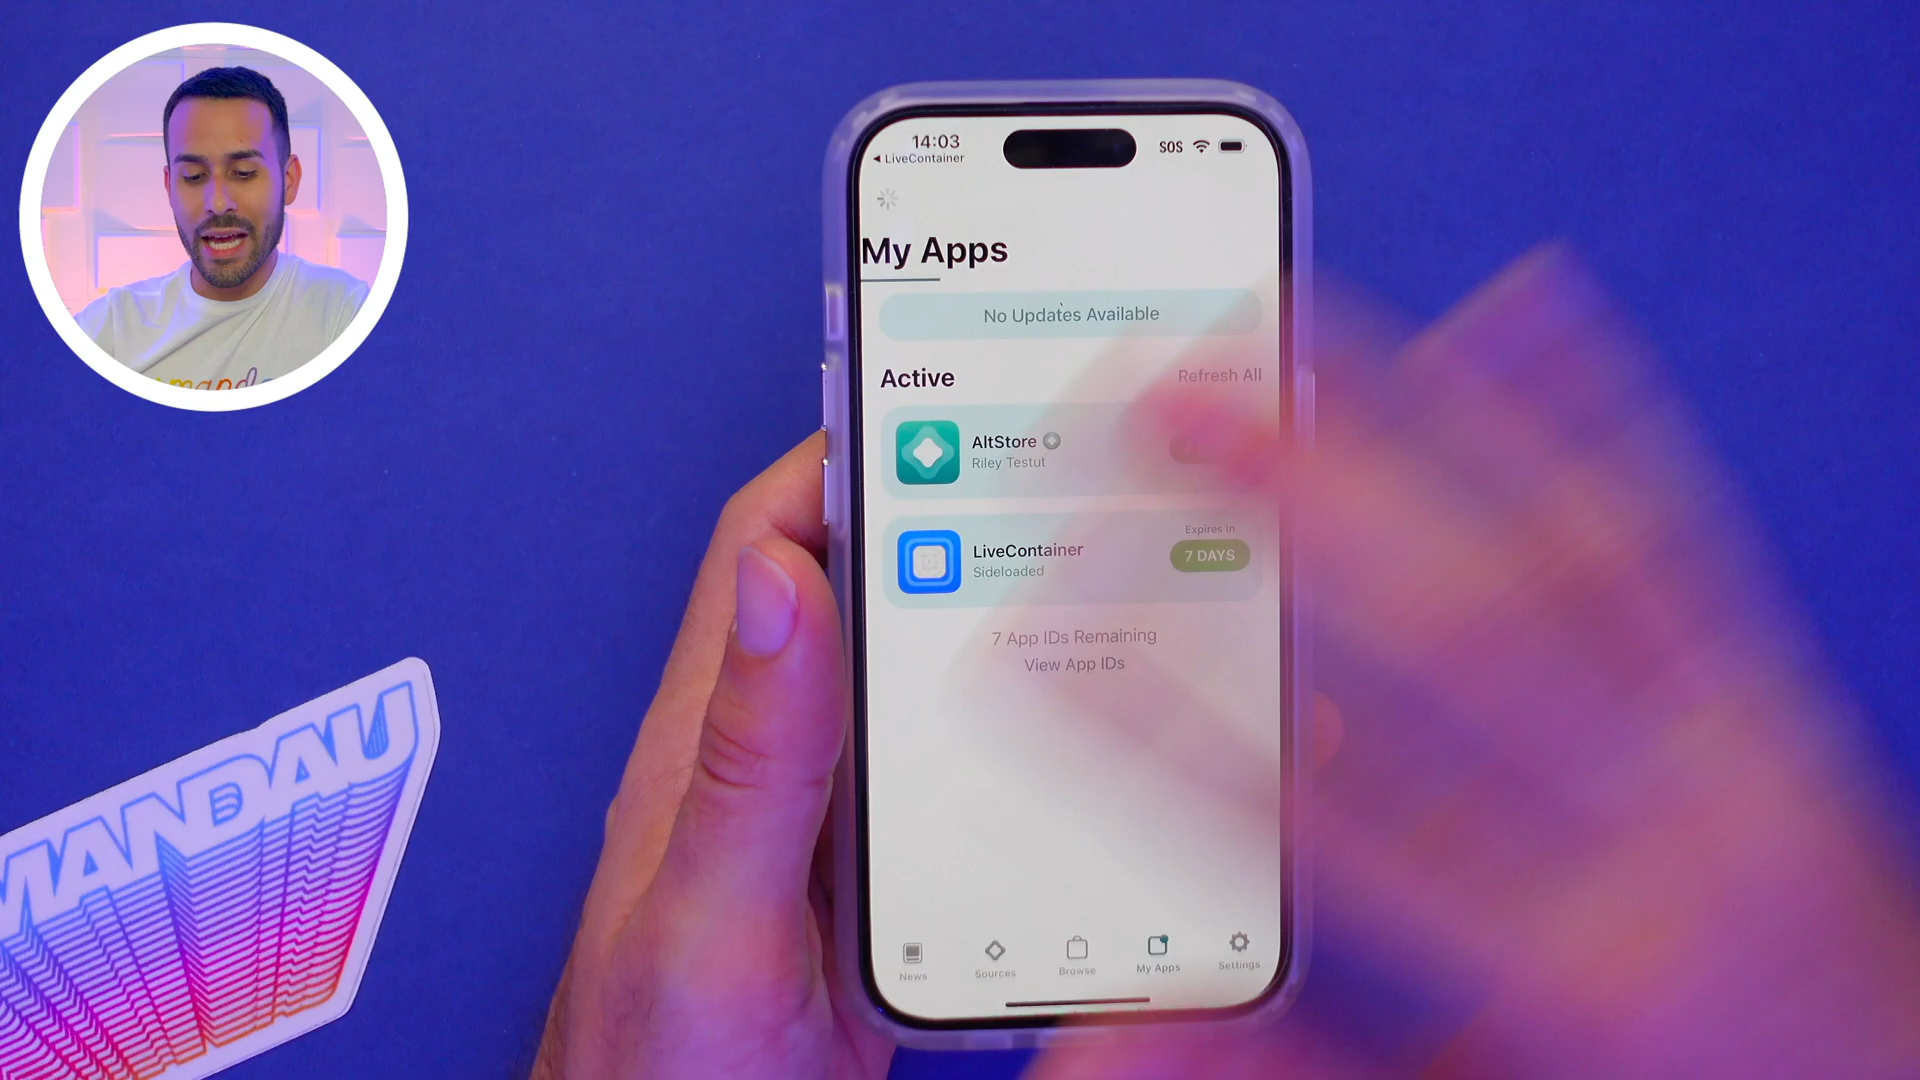 14:03
SOS
◂ LiveContainer
My Apps
No Updates Available
Active
Refresh All
AltStore
Riley Testut
Expires in
LiveContainer
7 DAYS
Sideloaded
7 App IDs Remaining
View App IDs
News
Sources
Browse
My Apps
Settings
MANDAU